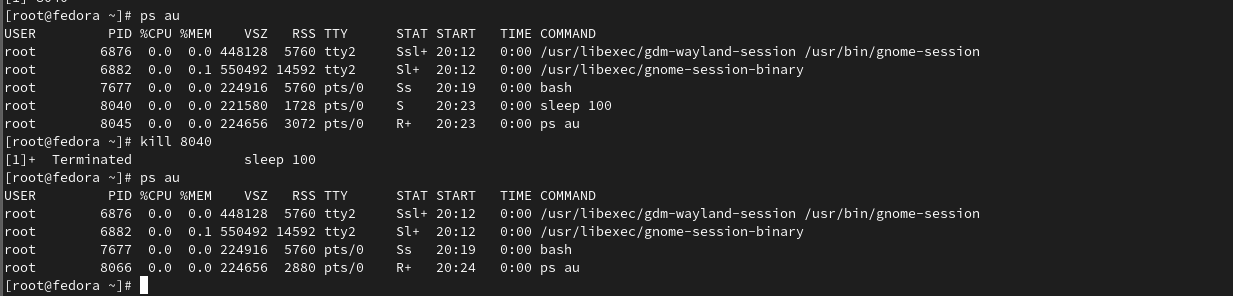 [root@fedora ~]# ps au
USER         PID %CPU %MEM    VSZ   RSS TTY      STAT START   TIME COMMAND
root        6876  0.0  0.0 448128  5760 tty2     Ssl+ 20:12   0:00 /usr/libexec/gdm-wayland-session /usr/bin/gnome-session
root        6882  0.0  0.1 550492 14592 tty2     Sl+  20:12   0:00 /usr/libexec/gnome-session-binary
root        7677  0.0  0.0 224916  5760 pts/0    Ss   20:19   0:00 bash
root        8040  0.0  0.0 221580  1728 pts/0    S    20:23   0:00 sleep 100
root        8045  0.0  0.0 224656  3072 pts/0    R+   20:23   0:00 ps au
[root@fedora ~]# kill 8040
[1]+  Terminated              sleep 100
[root@fedora ~]# ps au
USER         PID %CPU %MEM    VSZ   RSS TTY      STAT START   TIME COMMAND
root        6876  0.0  0.0 448128  5760 tty2     Ssl+ 20:12   0:00 /usr/libexec/gdm-wayland-session /usr/bin/gnome-session
root        6882  0.0  0.1 550492 14592 tty2     Sl+  20:12   0:00 /usr/libexec/gnome-session-binary
root        7677  0.0  0.0 224916  5760 pts/0    Ss   20:19   0:00 bash
root        8066  0.0  0.0 224656  2880 pts/0    R+   20:24   0:00 ps au
[root@fedora ~]#